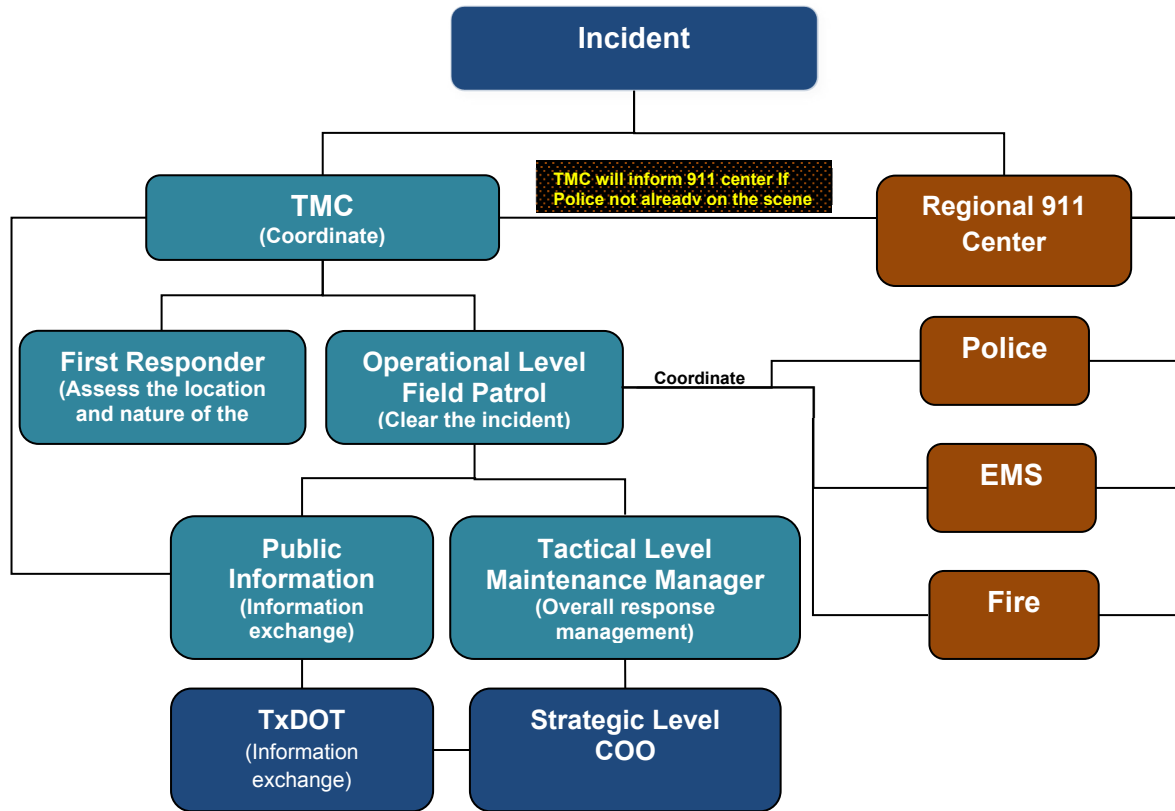 Incident
TMC
(Coordinate)
TMC will inform 911 center If
Police not already on the scene
Regional 911
Center
First Responder
(Assess the location
and nature of the
Operational Level
Field Patrol
(Clear the incident)
Coordinate
Police
EMS
Fire
Public
Information
(Information
exchange)
Tactical Level
Maintenance Manager
(Overall response
management)
TxDOT
(Information
exchange)
Strategic Level
COO